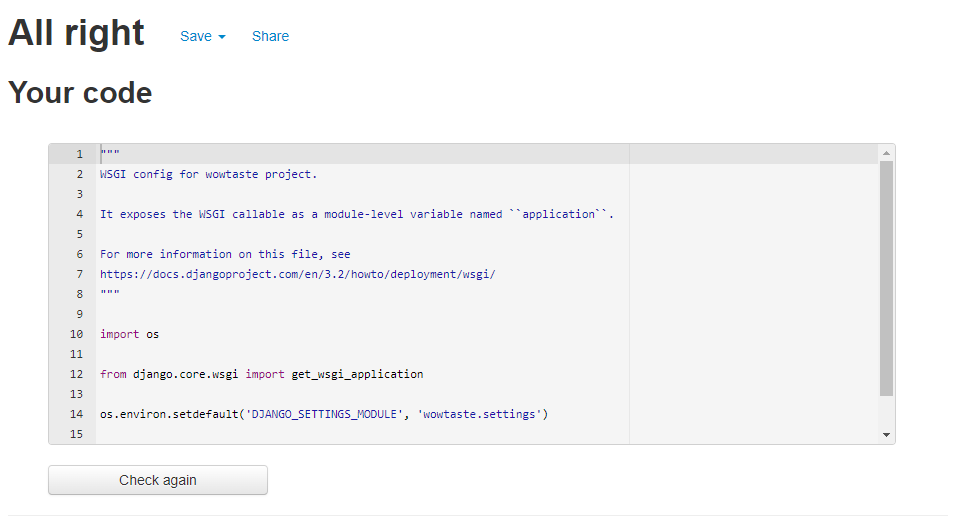 All right Save Share
Your code
1 """
2 WSGI config for wowtaste project.
3
4 It exposes the WSGI callable as a module-level variable named ``application``.
5
6 For more information on this file, see
7 https://docs.djangoproject.com/en/3.2/howto/deployment/wsgi/
8 """
9
10 import os
11
12 from django.core.wsgi import get_wsgi_application
13
14 os.environ.setdefault('DJANGO_SETTINGS_MODULE', 'wowtaste.settings')
15
Check again